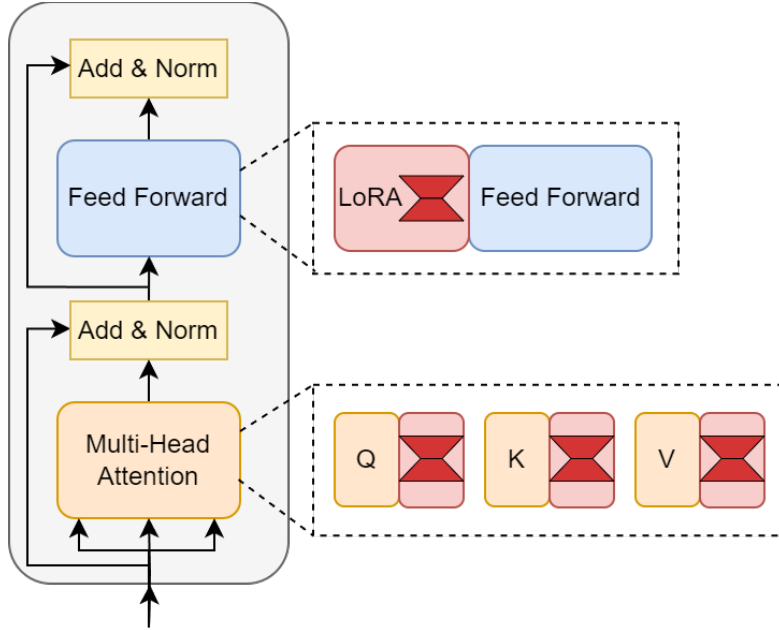 Add & Norm
Feed Forward
LoRA
Feed Forward
Add & Norm
Multi-Head
Attention
Q
K
V